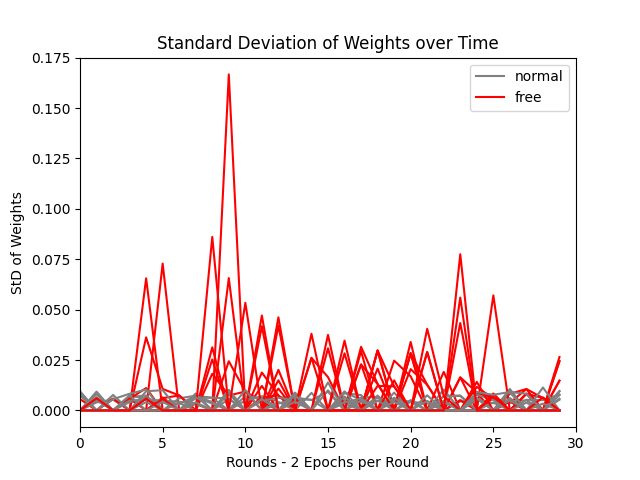 Standard Deviation of Weights over Time
StD of Weights
0.175
0.150
0.125
0.100
0.075
0.050
0.025
0.000
normal
free
0 5 10 15 20 25 30
Rounds - 2 Epochs per Round